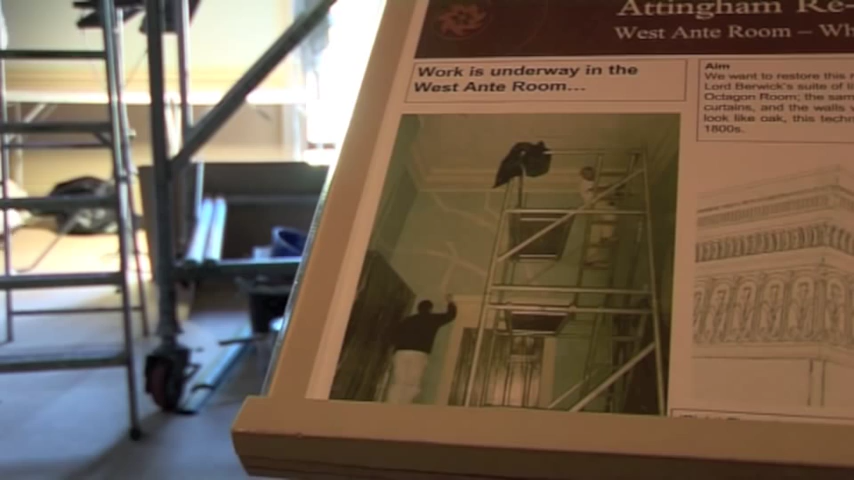 Attingham Re-
West Ante Room – Wh
Work is underway in the
West Ante Room...
Aim
We want to restore this r
Lord Berwick's suite of li
Octagon Room; the sam
curtains, and the walls w
look like oak, this techn
1800s.